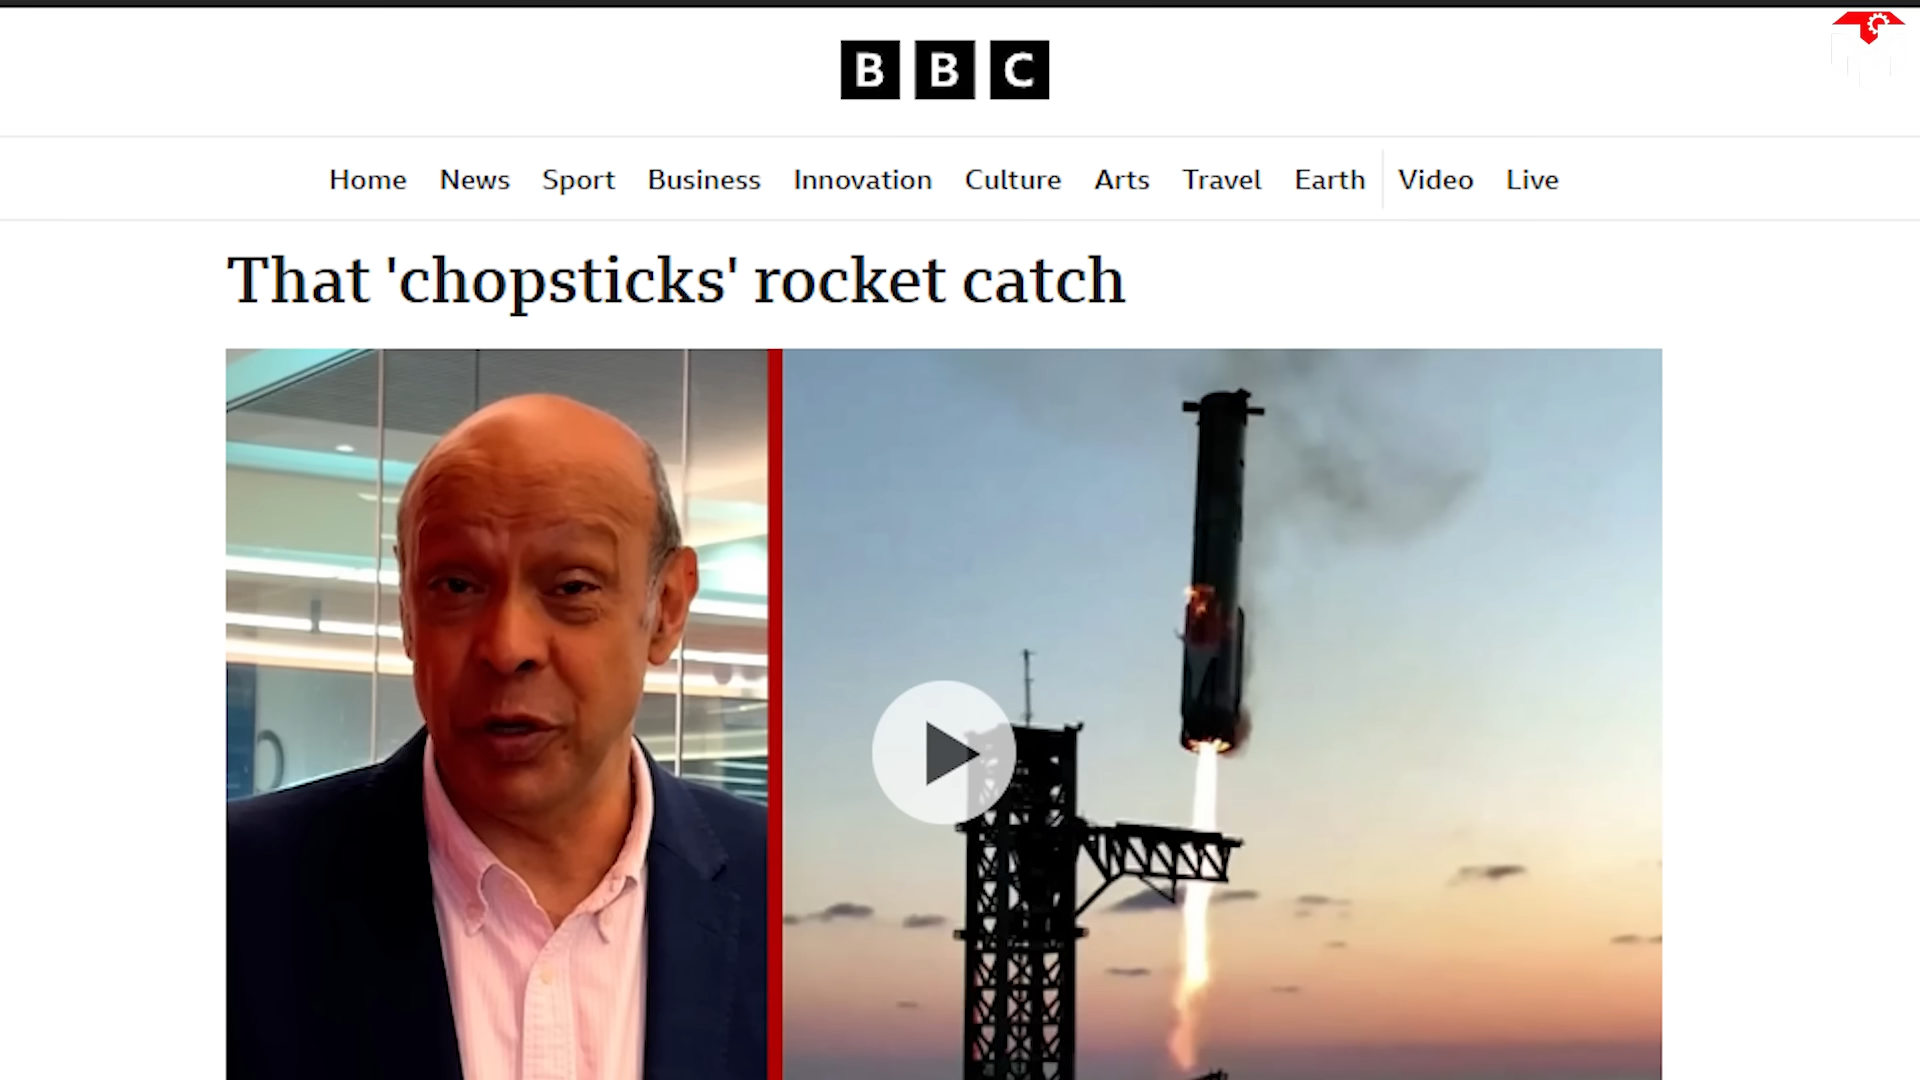 BBC
Home News Sport Business Innovation Culture Arts Travel Earth Video Live
That 'chopsticks' rocket catch